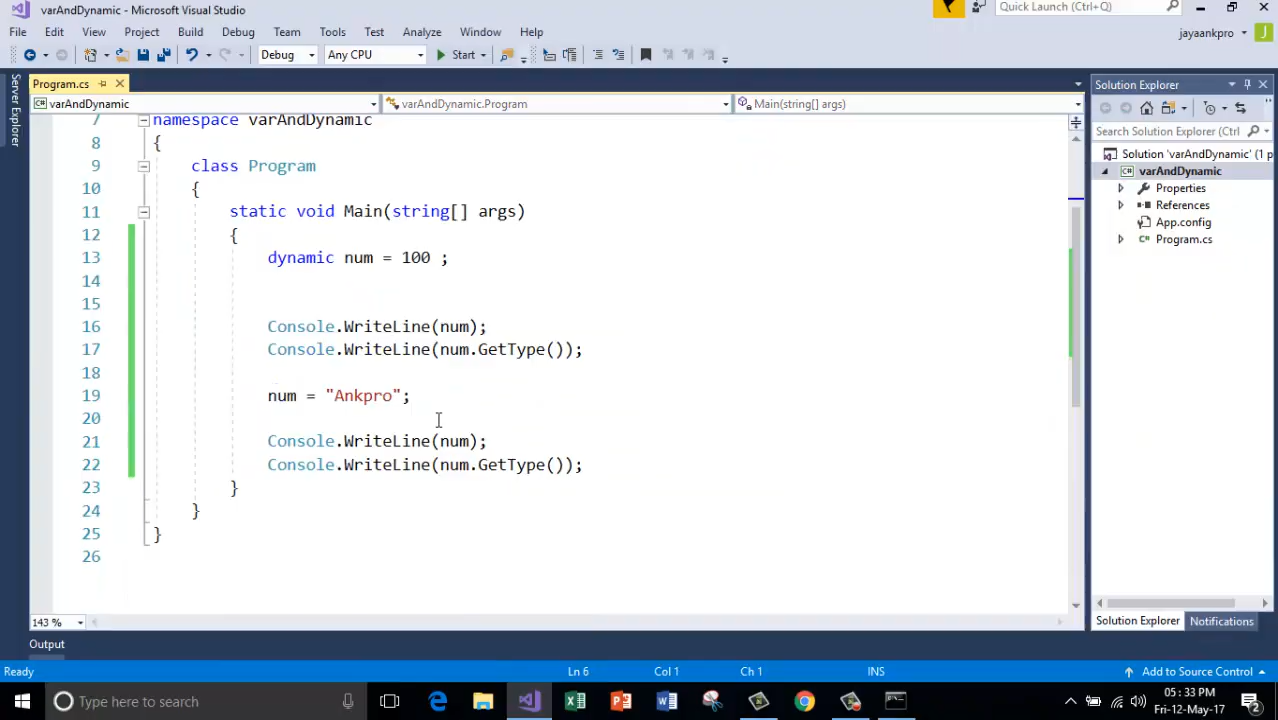 varAndDynamic - Microsoft Visual Studio
Quick Launch (Ctrl+Q)
File Edit View Project Build Debug Team Tools Test Analyze Window Help
jayaankpro J
Debug Any CPU Start
Server Explorer
Program.cs
varAndDynamic varAndDynamic.Program Main(string[] args)
7 namespace varAndDynamic
8 {
9 class Program
10 {
11 static void Main(string[] args)
12 {
13 dynamic num = 100 ;
14
15
16 Console.WriteLine(num);
17 Console.WriteLine(num.GetType());
18
19 num = "Ankpro";
20
21 Console.WriteLine(num);
22 Console.WriteLine(num.GetType());
23 }
24 }
25 }
26
143 %
Output
Solution Explorer
Search Solution Explorer (Ctrl
Solution 'varAndDynamic' (1 p
C# varAndDynamic
Properties
References
App.config
C# Program.cs
Solution Explorer Notifications
Ready Ln 6 Col 1 Ch 1 INS Add to Source Control
Type here to search
05 : 33 PM
Fri-12-May-17
2